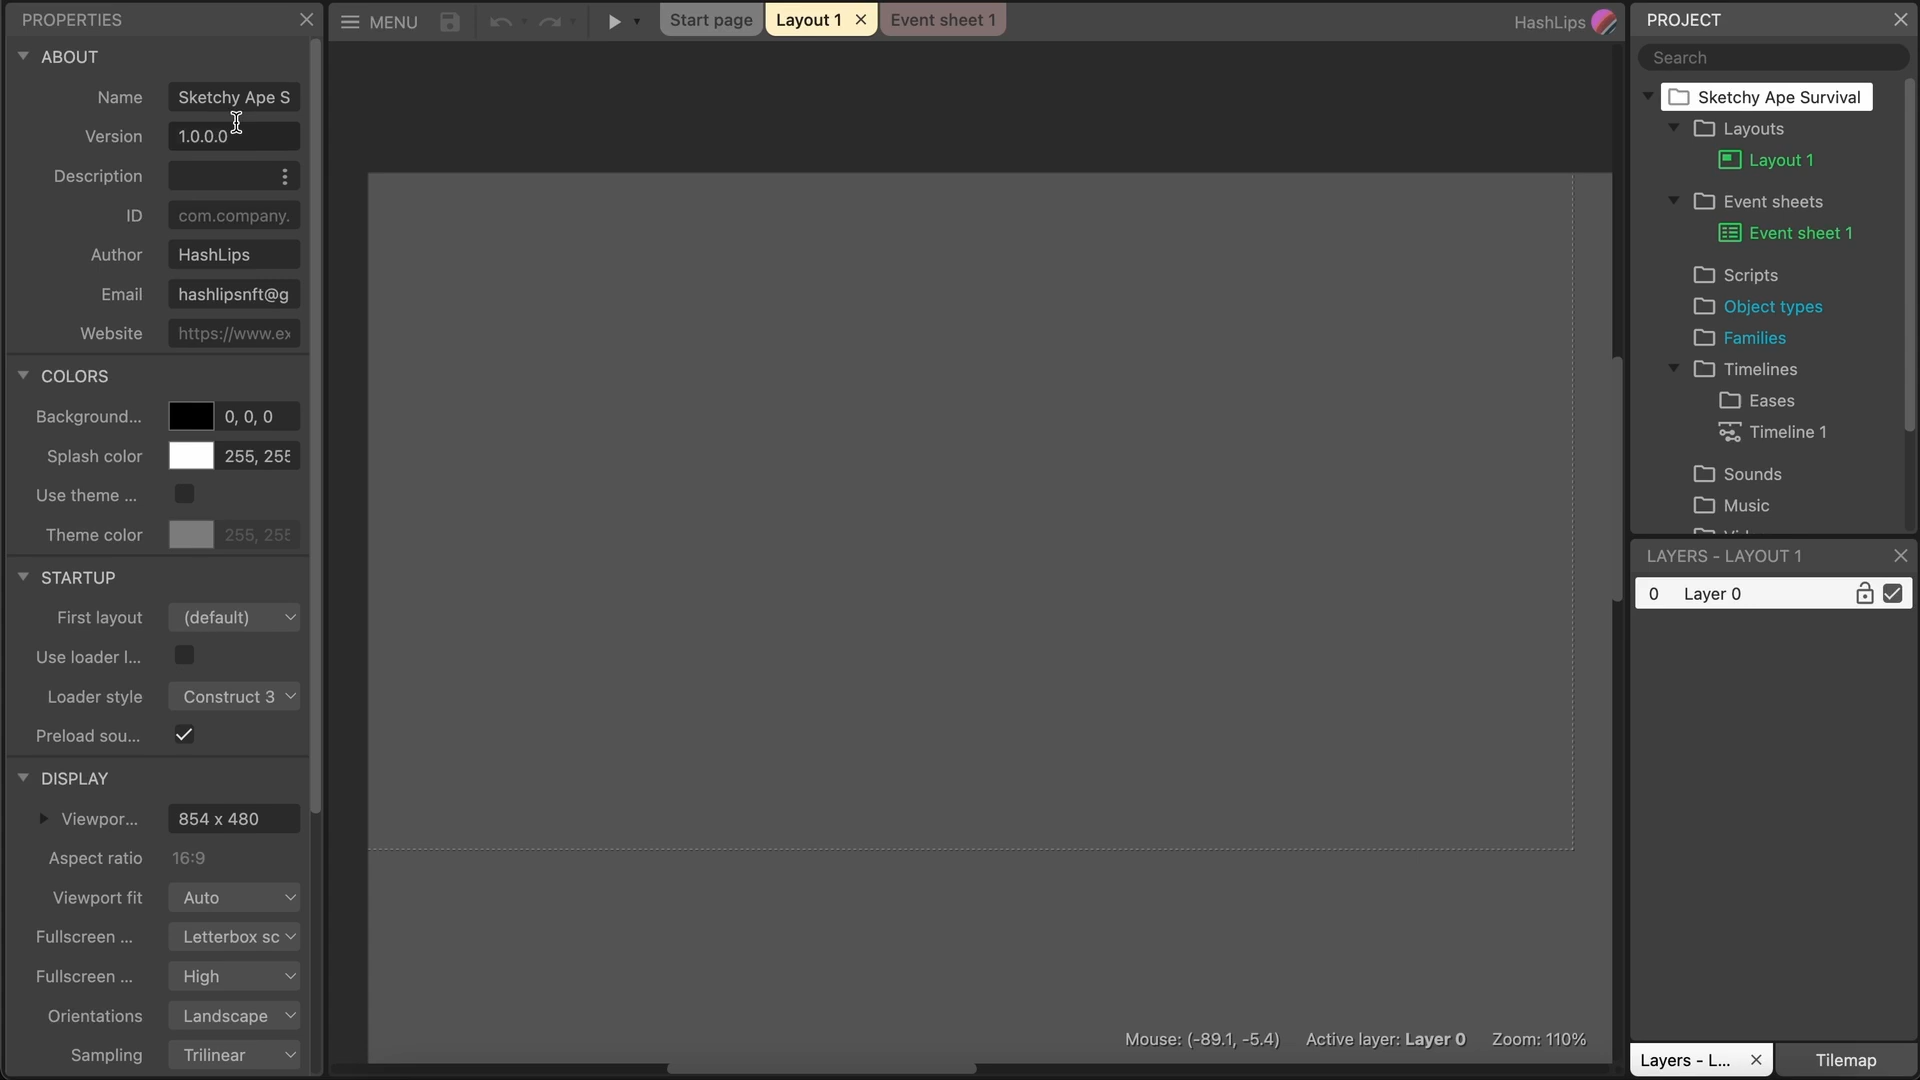 PROPERTIES
ABOUT
Name Sketchy Ape S
Version 1.0.0.0
Description
ID com.company.
Author HashLips
Email hashlipsnft@g
Website https://www.ex
COLORS
Background... 0, 0, 0
Splash color 255, 255
Use theme ...
Theme color 255, 255
STARTUP
First layout (default)
Use loader l...
Loader style Construct 3
Preload sou...
DISPLAY
Viewpor... 854 x 480
Aspect ratio 16:9
Viewport fit Auto
Fullscreen ... Letterbox sc
Fullscreen ... High
Orientations Landscape
Sampling Trilinear
MENU
Start page Layout 1 Event sheet 1
HashLips
Mouse: (-89.1, -5.4) Active layer: Layer 0 Zoom: 110%
PROJECT
Search
Sketchy Ape Survival
Layouts
Layout 1
Event sheets
Event sheet 1
Scripts
Object types
Families
Timelines
Eases
Timeline 1
Sounds
Music
LAYERS - LAYOUT 1
0 Layer 0
Layers - L... Tilemap